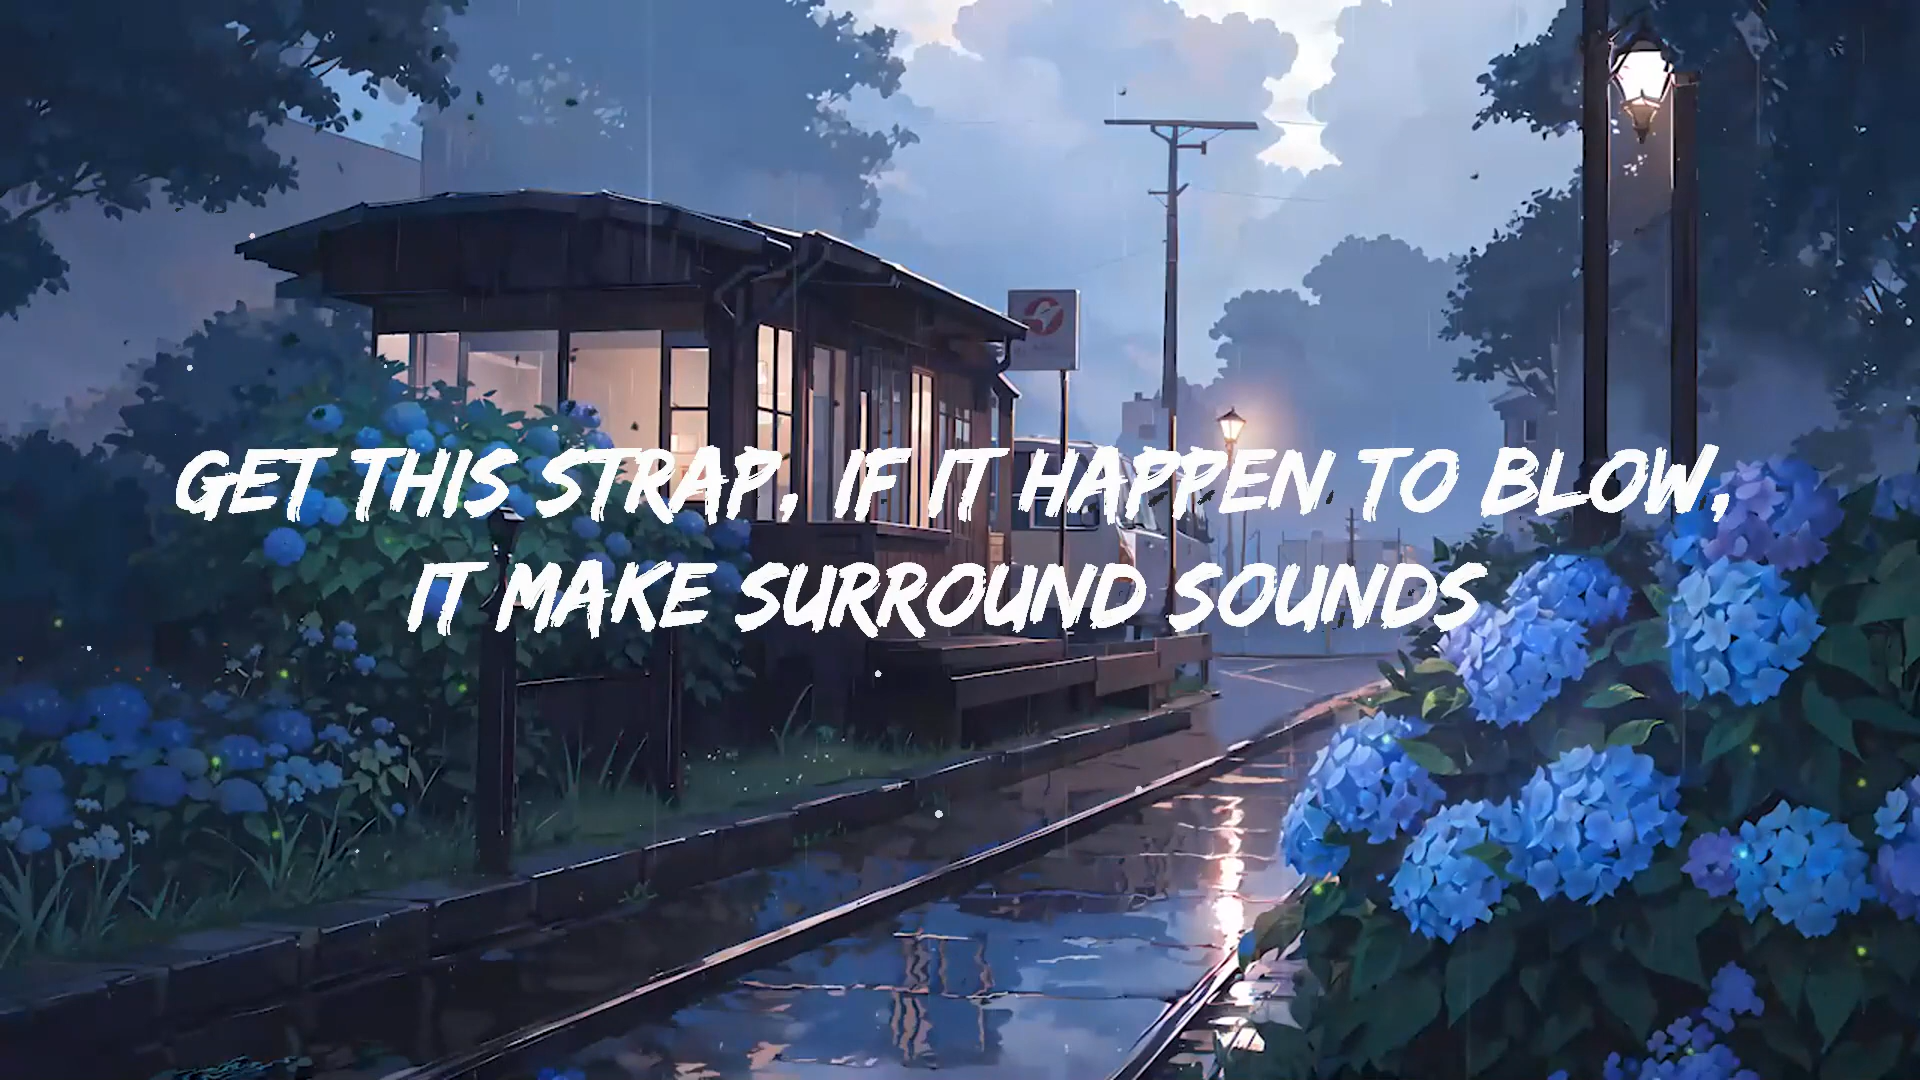 GET THIS STRAP, IF IT HAPPEN TO BLOW,
IT MAKE SURROUND SOUNDS